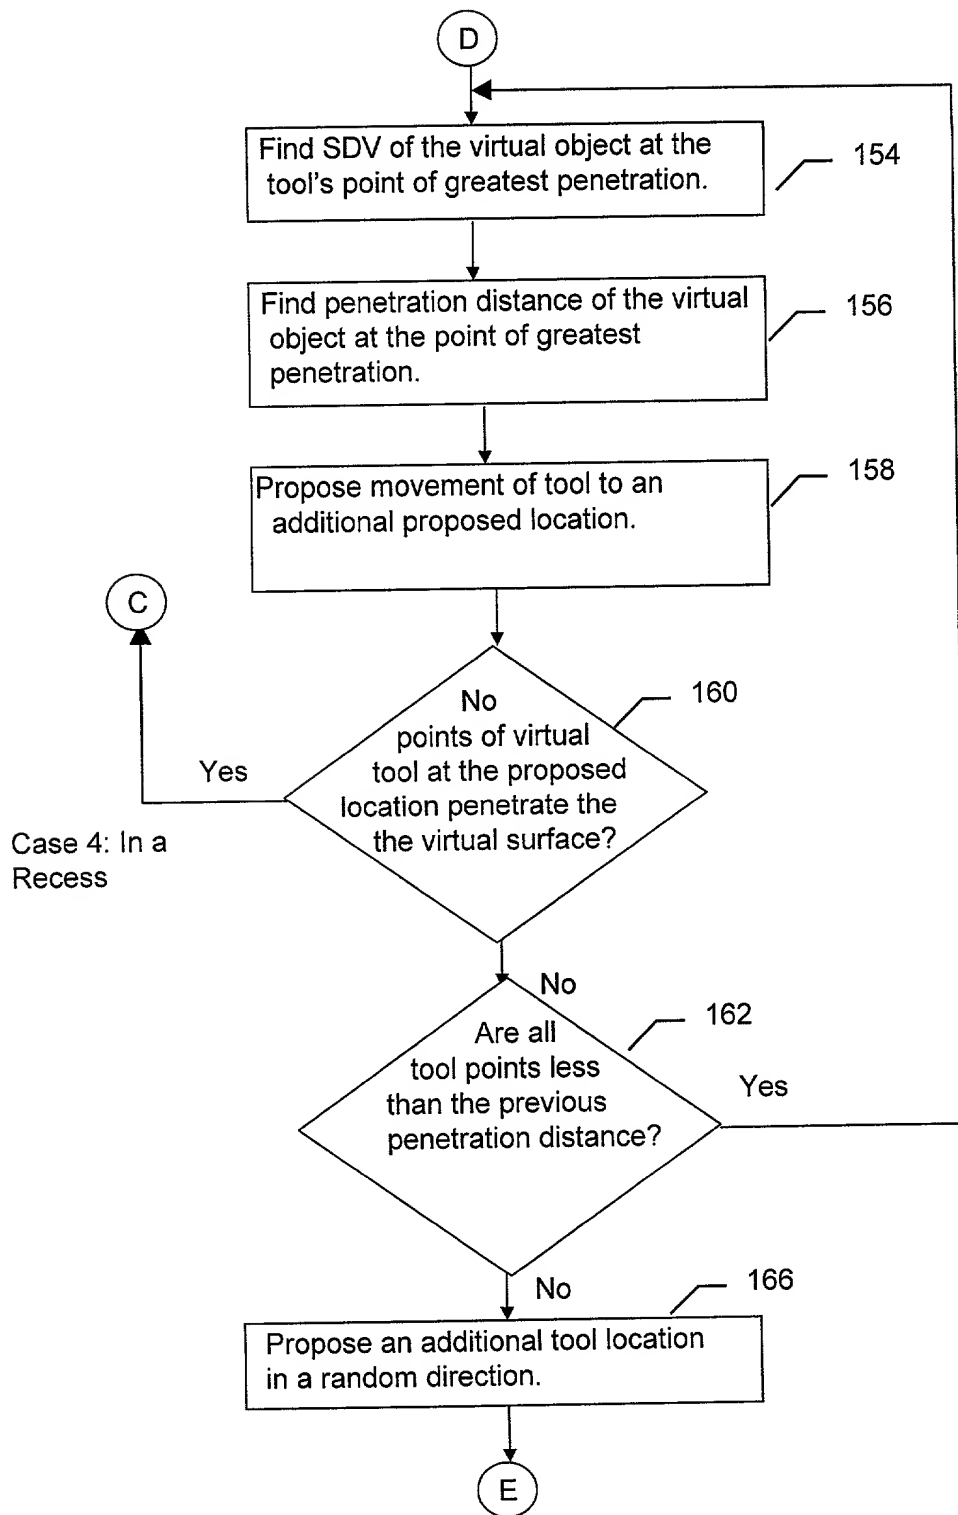 D
Find SDV of the virtual object at the
tool's point of greatest penetration.
154
Find penetration distance of the virtual
object at the point of greatest
penetration.
156
Propose movement of tool to an
additional proposed location.
158
C
No
points of virtual
tool at the proposed
location penetrate the
the virtual surface?
160
Yes
Case 4: In a
Recess
No
Are all
tool points less
than the previous
penetration distance?
162
Yes
No
166
Propose an additional tool location
in a random direction.
E